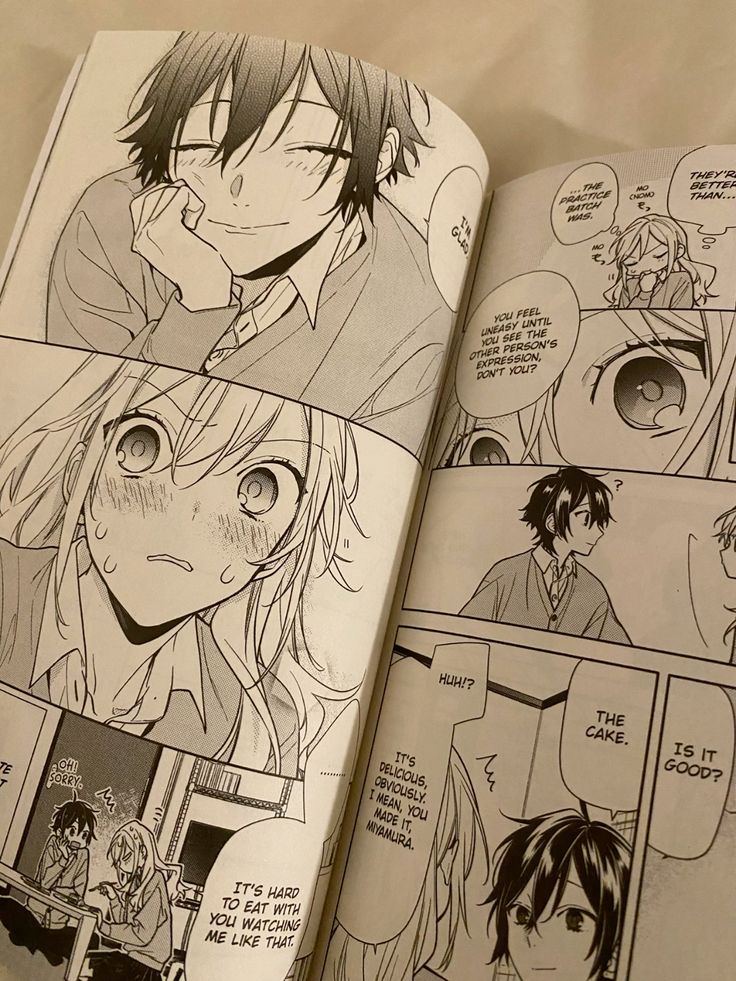 THEY'RE
BETTER
THAN...
MO
(NOM)
...THE
PRACTICE
BATCH
WAS.
MO
YOU FEEL
UNEASY UNTIL
YOU SEE THE
OTHER PERSON'S
EXPRESSION,
DON'T YOU?
?
IS IT
GOOD?
THE
CAKE.
HUH!?
IT'S
DELICIOUS,
OBVIOUSLY.
I MEAN, YOU
MADE IT,
MIYAMURA.
.........
I'M
GLAD
IT'S HARD
TO EAT WITH
YOU WATCHING
ME LIKE THAT.
OH!
SORRY.